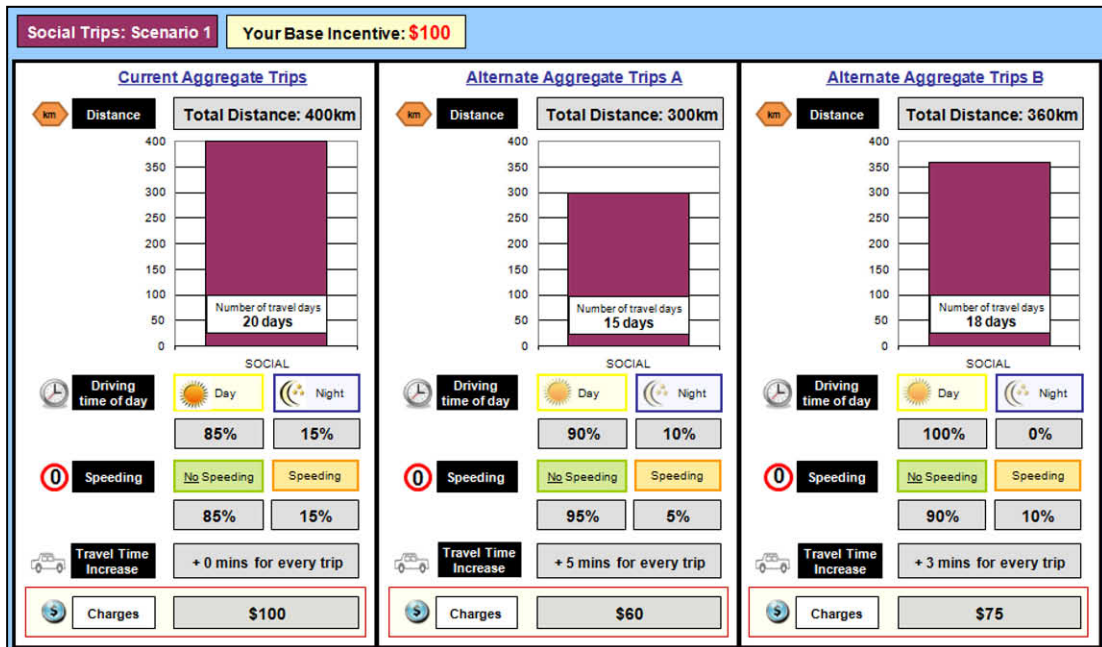 Social Trips: Scenario 1
Your Base Incentive: $100
Current Aggregate Trips
km
Distance
Total Distance: 400km
400
350
300
250
200
150
100
50
0
Number of travel days
20 days
SOCIAL
Driving
time of day
Day
Night
85%
15%
0
Speeding
No Speeding
Speeding
85%
15%
Travel Time
Increase
+ 0 mins for every trip
$
Charges
$100
Alternate Aggregate Trips A
km
Distance
Total Distance: 300km
400
350
300
250
200
150
100
50
0
Number of travel days
15 days
SOCIAL
Driving
time of day
Day
Night
90%
10%
0
Speeding
No Speeding
Speeding
95%
5%
Travel Time
Increase
+ 5 mins for every trip
$
Charges
$60
Alternate Aggregate Trips B
km
Distance
Total Distance: 360km
400
350
300
250
200
150
100
50
0
Number of travel days
18 days
SOCIAL
Driving
time of day
Day
Night
100%
0%
0
Speeding
No Speeding
Speeding
90%
10%
Travel Time
Increase
+ 3 mins for every trip
$
Charges
$75